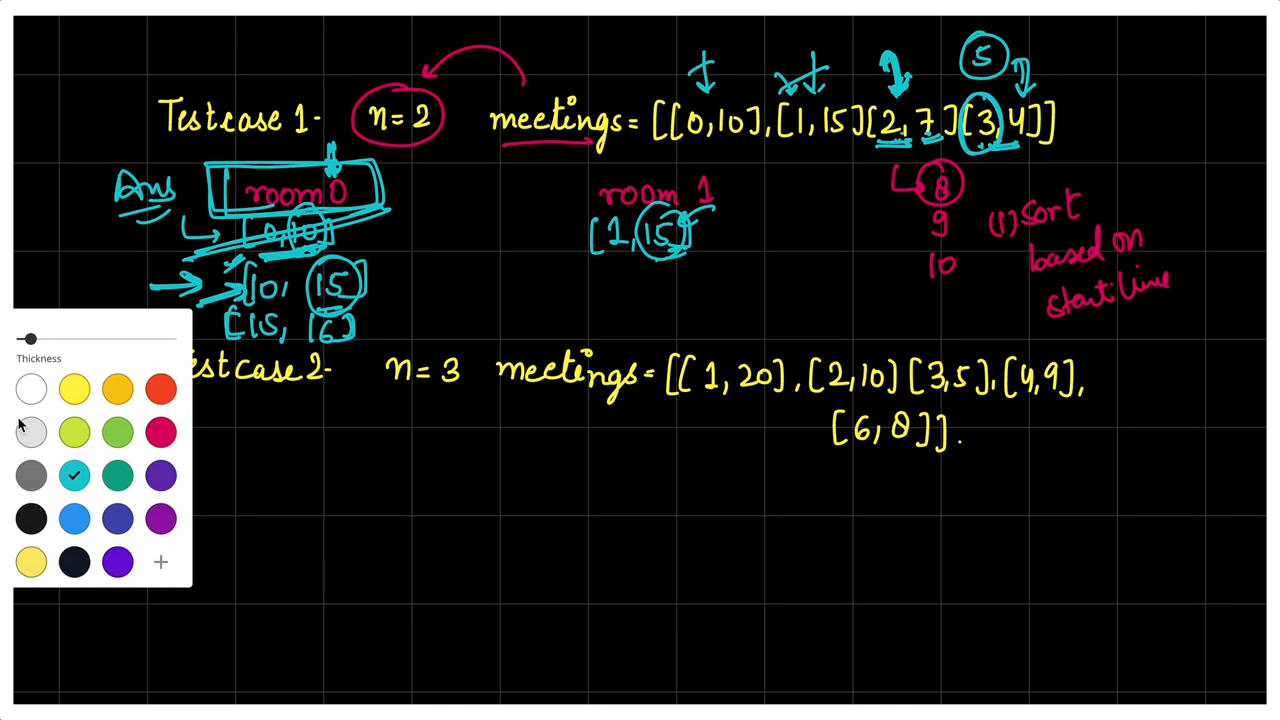 5
Testcase 1- n=2 meetings= [[0,10],[1,15][2,7][3,4]]
Ans room 0 room 1 8
[0,10] [1,15] 9 (1) Sort
10 based on
[10, 15] start time
[15, 16]
Thickness
estcase 2- n=3 meetings= [[1,20],[2,10][3,5],[4,9],
[6,8]].